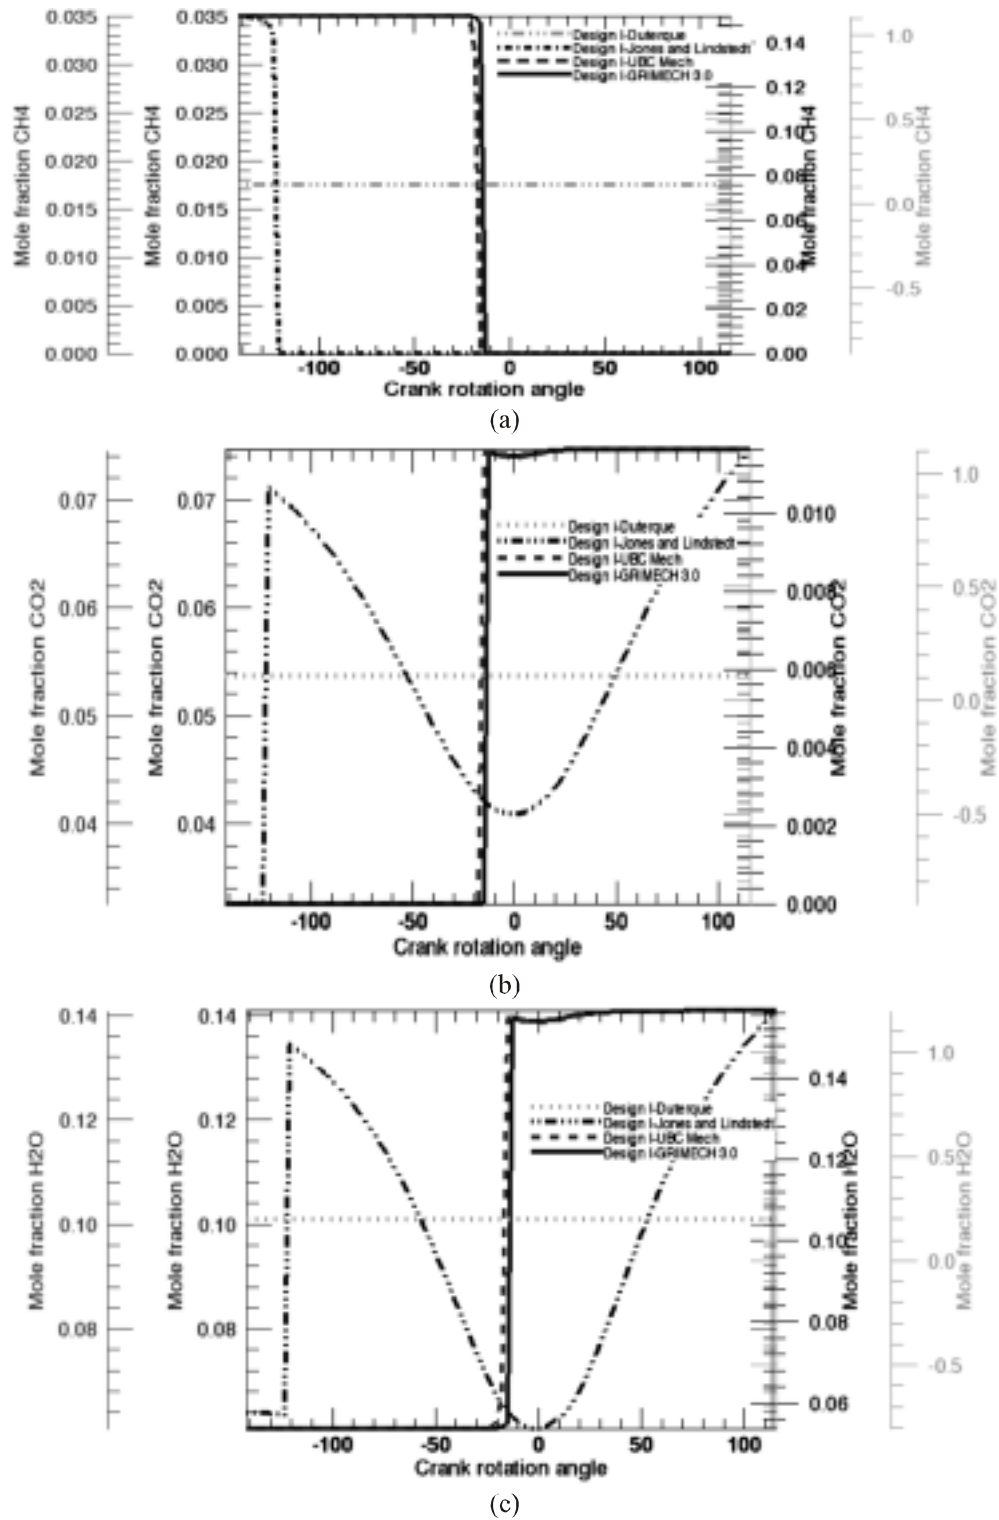 Mole fraction CH4
0.035
0.030
0.025
0.020
0.015
0.010
0.005
0.000
Mole fraction CH4
0.035
0.030
0.025
0.020
0.015
0.010
0.005
0.000
Design I-Duterque
Design I-Jones and Lindstedt
Design I-UBC Mech
Design I-GRIMECH 3.0
0.14
0.12
0.10
0.08
0.06
0.04
0.02
0.00
Mole fraction CH4
1.0
0.5
0.0
-0.5
Mole fraction CH4
-100 -50 0 50 100
Crank rotation angle
(a)
Mole fraction CO2
0.07
0.06
0.05
0.04
Mole fraction CO2
0.07
0.06
0.05
0.04
Design I-Duterque
Design I-Jones and Lindstedt
Design I-UBC Mech
Design I-GRIMECH 3.0
0.010
0.008
0.006
0.004
0.002
0.000
Mole fraction CO2
1.0
0.5
0.0
-0.5
Mole fraction CO2
-100 -50 0 50 100
Crank rotation angle
(b)
Mole fraction H2O
0.14
0.12
0.10
0.08
Mole fraction H2O
0.14
0.12
0.10
0.08
Design I-Duterque
Design I-Jones and Lindstedt
Design I-UBC Mech
Design I-GRIMECH 3.0
0.14
0.12
0.10
0.08
0.06
Mole fraction H2O
1.0
0.5
0.0
-0.5
Mole fraction H2O
-100 -50 0 50 100
Crank rotation angle
(c)